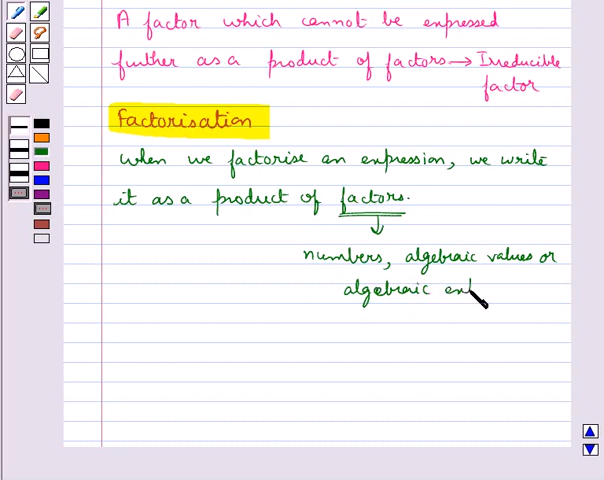 A factor which cannot be expressed
further as a product of factors → Irreducible
factor
Factorisation
When we factorise an expression, we write
it as a product of factors.
numbers, algebraic values or
algebraic